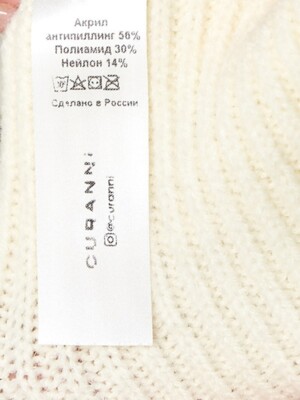 Акрил
антипиллинг 56%
Полиамид 30%
Нейлон 14%
Сделано в России
CURANNI
@curanni